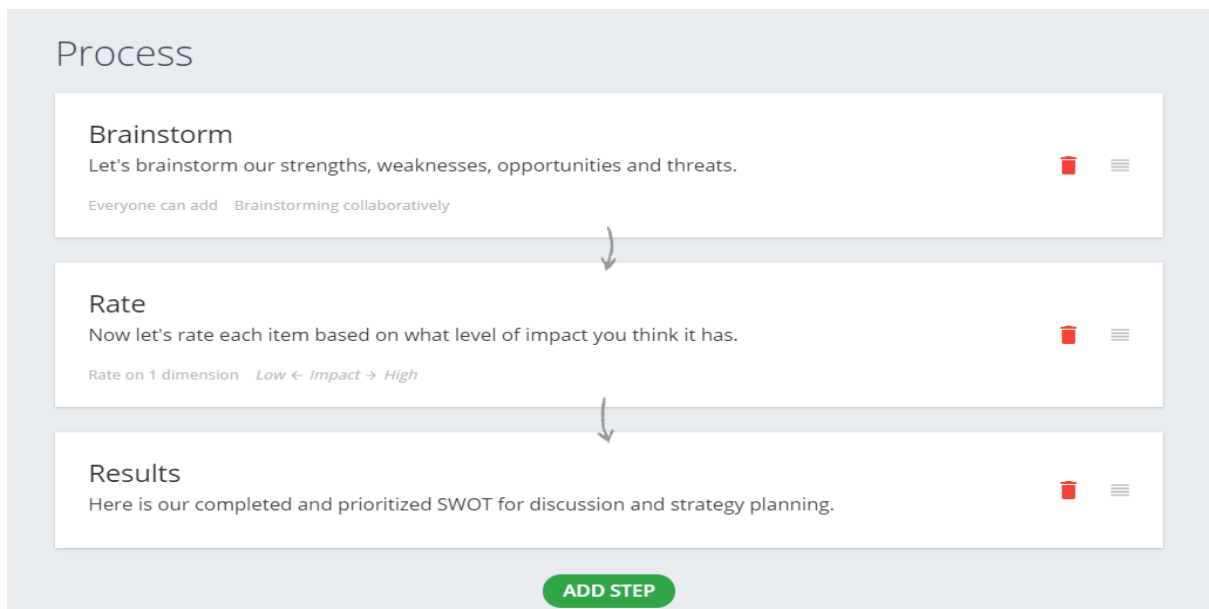 Process
Brainstorm
Let's brainstorm our strengths, weaknesses, opportunities and threats.
Everyone can add Brainstorming collaboratively
Rate
Now let's rate each item based on what level of impact you think it has.
Rate on 1 dimension Low ← Impact → High
Results
Here is our completed and prioritized SWOT for discussion and strategy planning.
ADD STEP